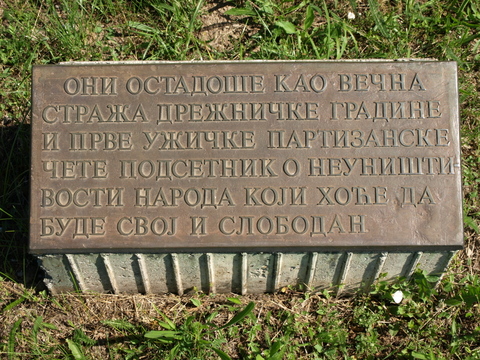 ОНИ ОСТАДОШЕ КАО ВЕЧНА
СТРАЖА ДРЕЖНИЧКЕ ГРАДИНЕ
И ПРВЕ УЖИЧКЕ ПАРТИЗАНСКЕ
ЧЕТЕ ПОДСЕТНИК О НЕУНИШТИ-
ВОСТИ НАРОДА КОЈИ ХОЋЕ ДА
БУДЕ СВОЈ И СЛОБОДАН